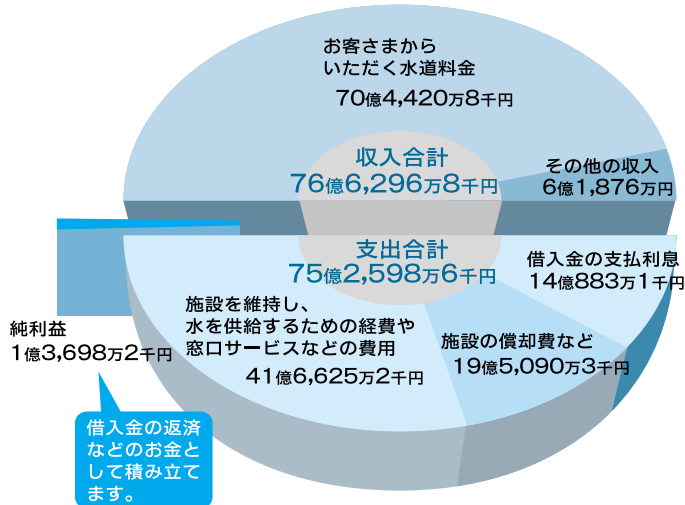 お客さまから
いただく水道料金
70億4,420万8千円
収入合計
76億6,296万8千円
その他の収入
6億1,876万円
支出合計
75億2,598万6千円
借入金の支払利息
14億883万1千円
施設を維持し、
水を供給するための経費や
窓口サービスなどの費用
41億6,625万2千円
施設の償却費など
19億5,090万3千円
純利益
1億3,698万2千円
借入金の返済
などのお金と
して積み立て
ます。